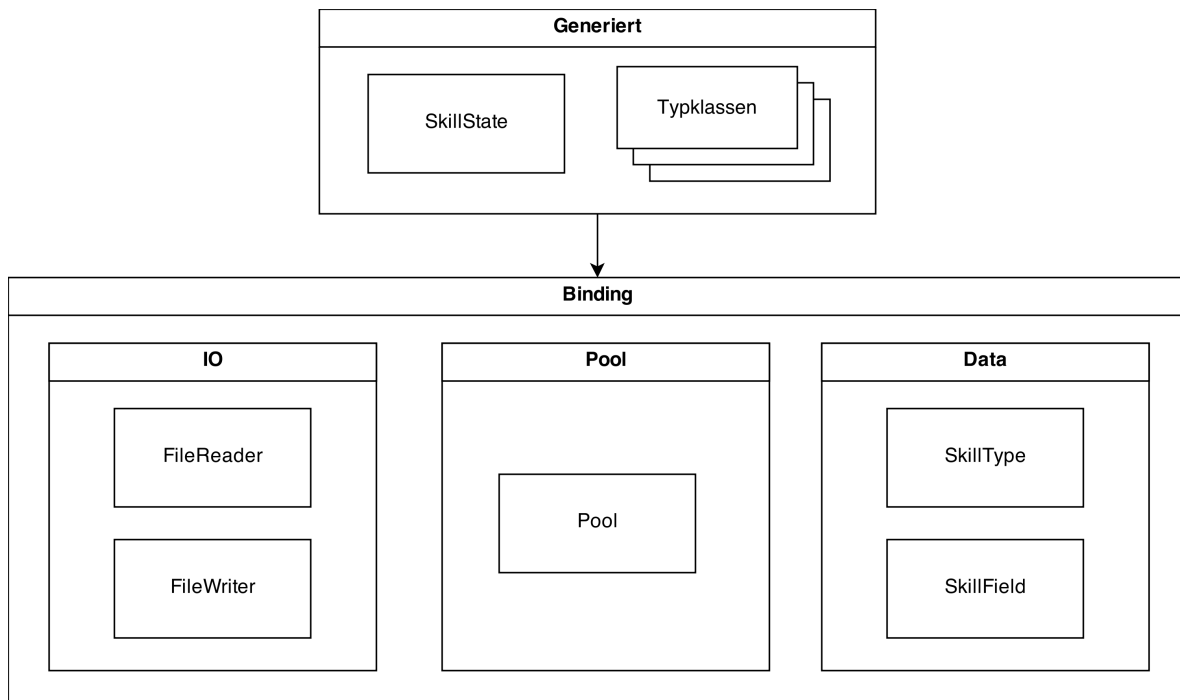 Generiert
SkillState
Typklassen
Binding
IO
Pool
Data
FileReader
SkillType
Pool
FileWriter
SkillField